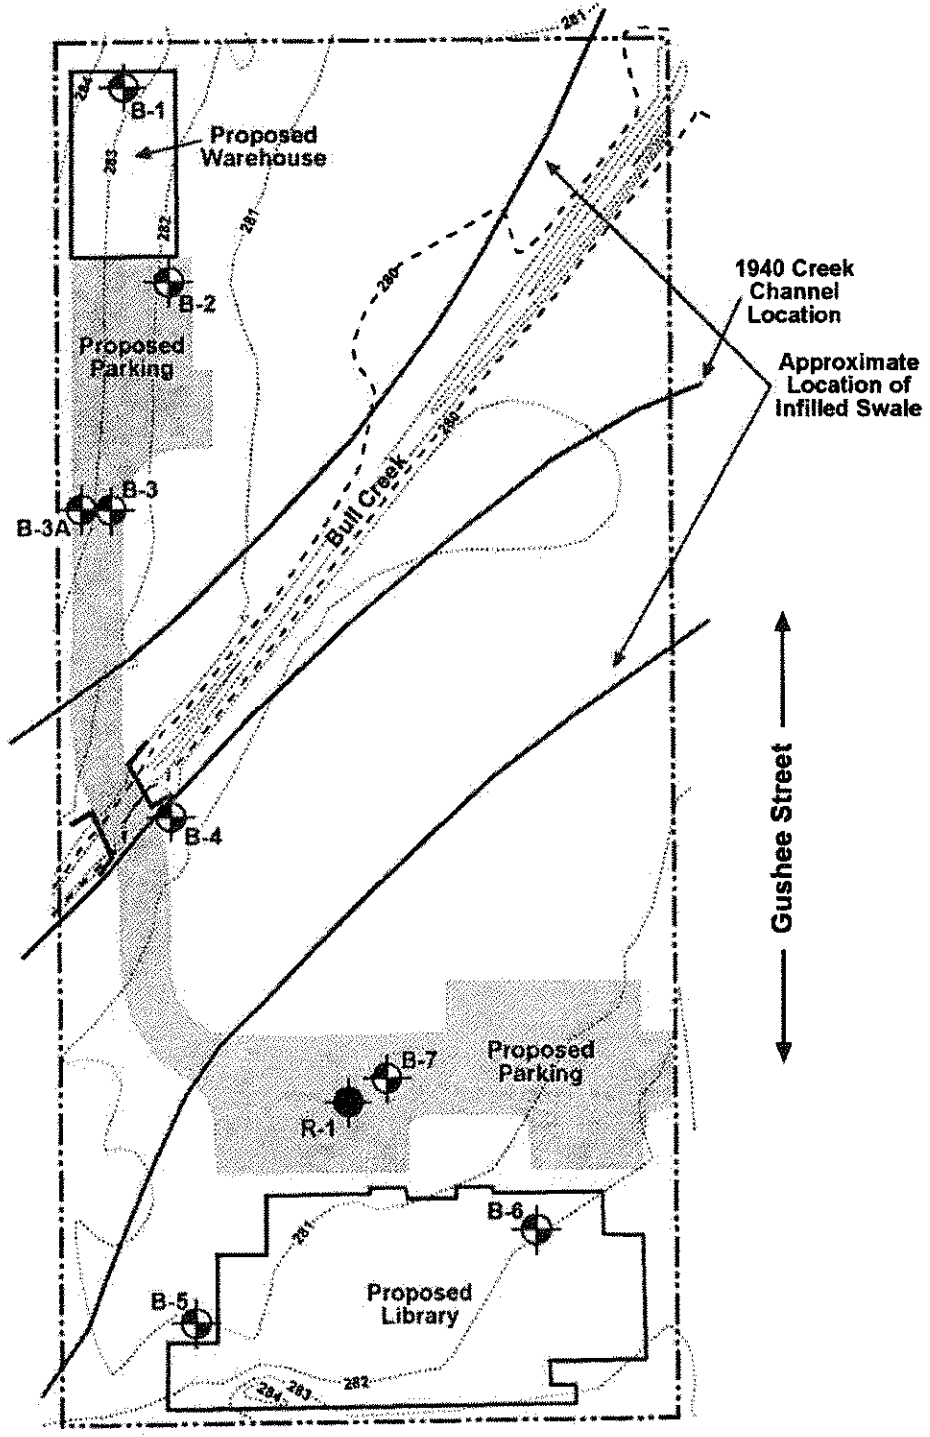 281
284
B-1
Proposed
Warehouse
283
282
281
280
B-2
1940 Creek
Channel
Location
Proposed
Parking
Approximate
Location of
Infilled Swale
280
Bull Creek
B-3
B-3A
B-4
Gushee Street
Proposed
Parking
B-7
R-1
B-6
281
B-5
Proposed
Library
282
283
284